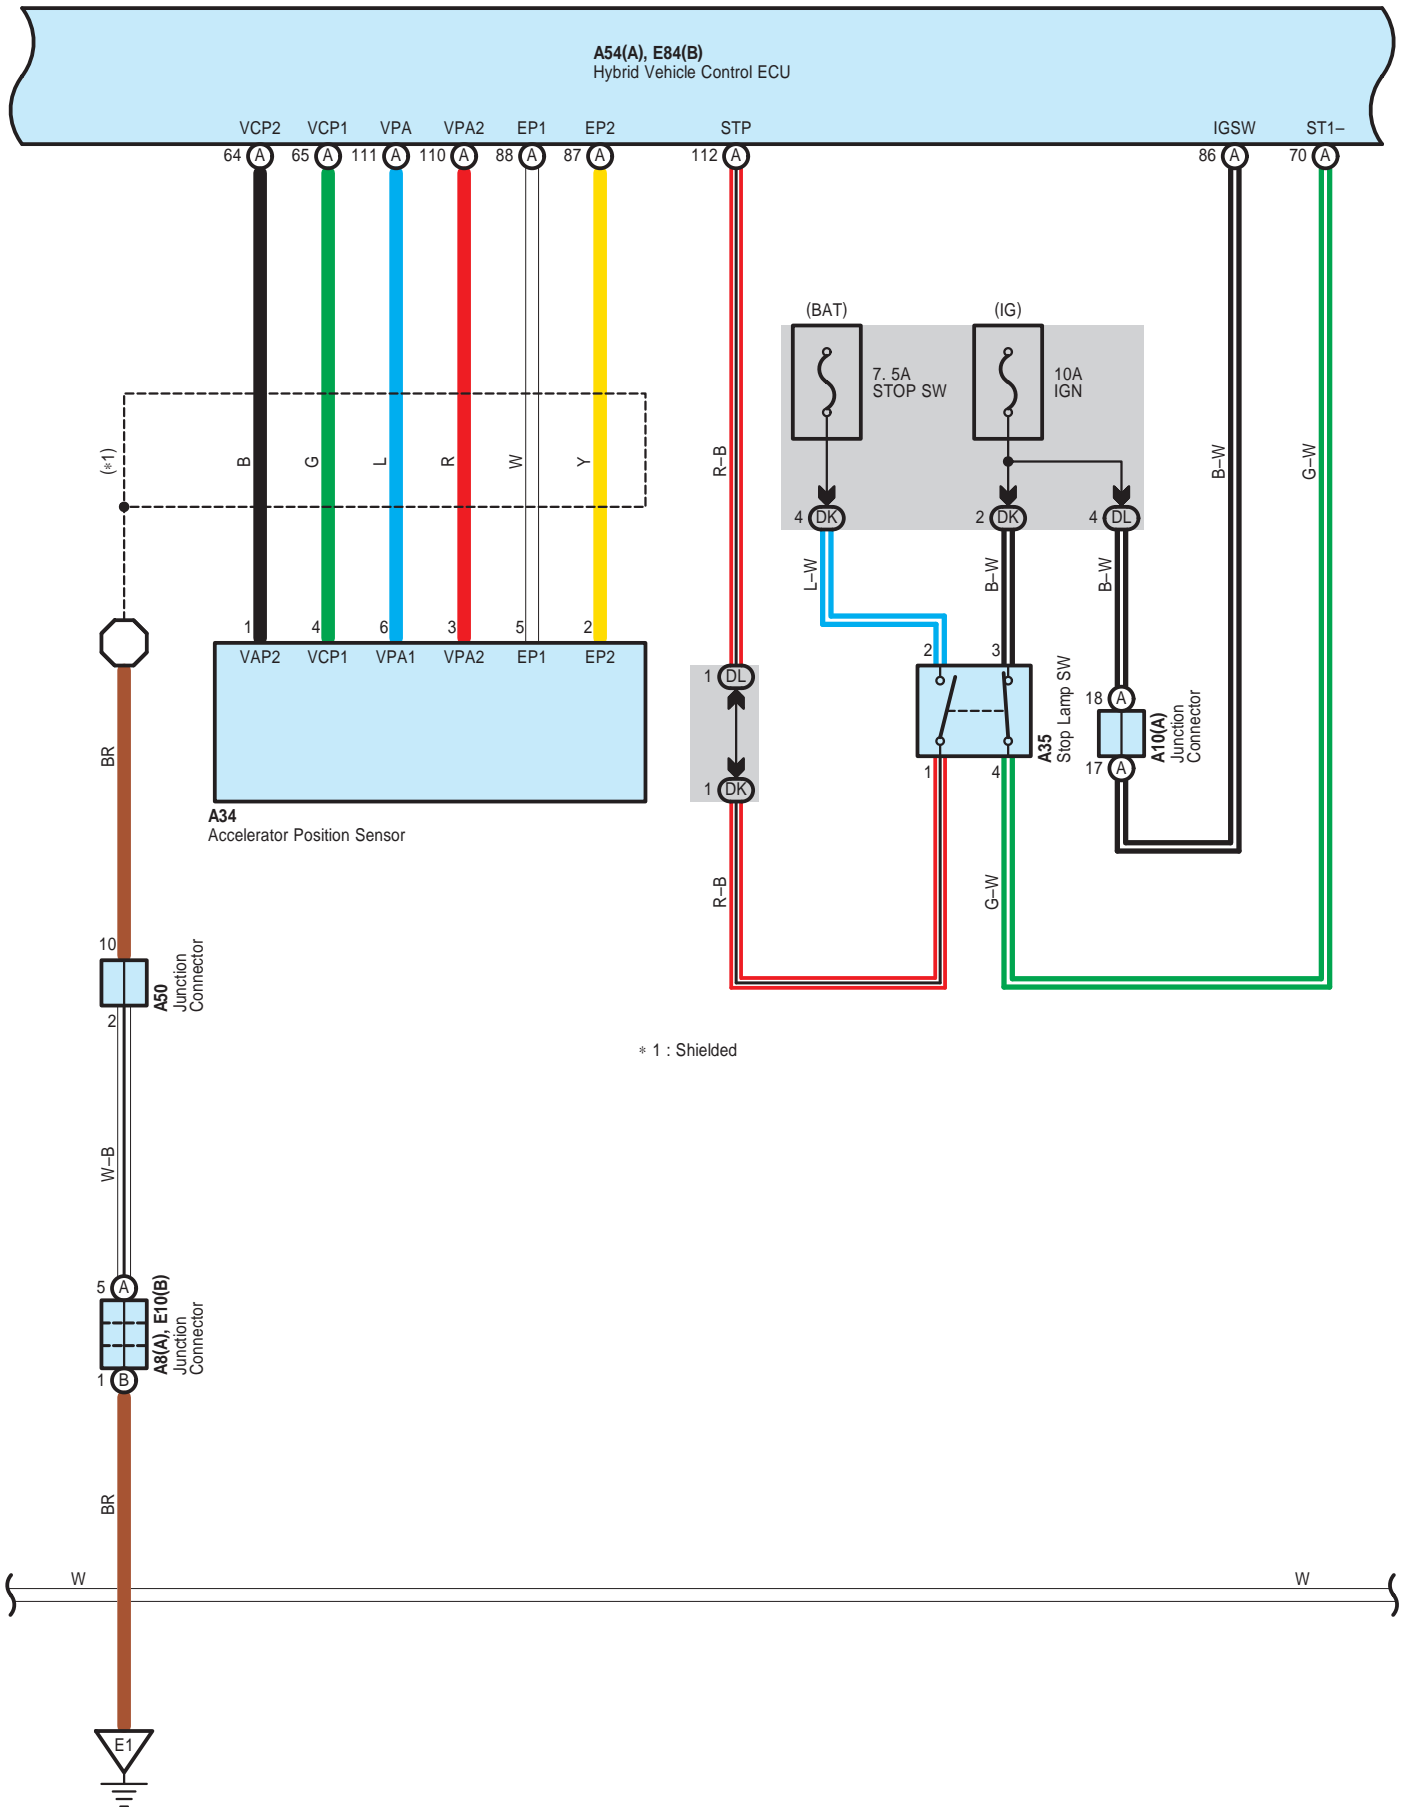 A54(A), E84(B)
Hybrid Vehicle Control ECU
VCP2 VCP1 VPA VPA2 EP1 EP2 STP IGSW ST1–
64 A 65 A 111 A 110 A 88 A 87 A 112 A 86 A 70 A
(BAT) (IG)
7. 5A
STOP SW
10A
IGN
(∗1)
B G L R W Y R–B B–W G–W
4 DK 2 DK 4 DL
L–W B–W B–W
1 4 6 3 5 2
VAP2 VCP1 VPA1 VPA2 EP1 EP2
A34
Accelerator Position Sensor
1 DL
1 DK
2 3
1 4
A35
Stop Lamp SW
18 A
17 A
A10(A)
Junction
Connector
BR
R–B G–W
10
2
A50
Junction
Connector
∗ 1 : Shielded
W–B
5 A
1 B
A8(A), E10(B)
Junction
Connector
BR
W W
E1